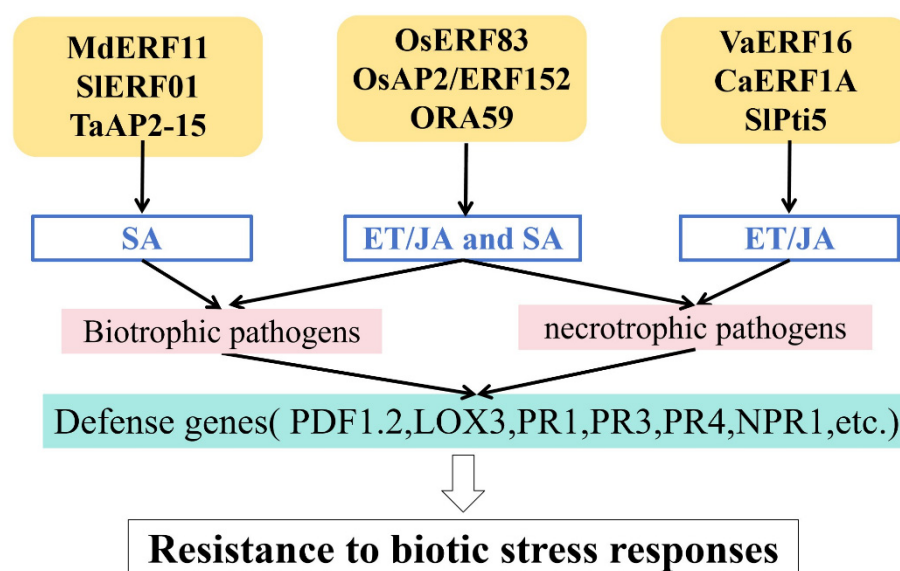 MdERF11
SlERF01
TaAP2-15
OsERF83
OsAP2/ERF152
ORA59
VaERF16
CaERF1A
SlPti5
SA
ET/JA and SA
ET/JA
Biotrophic pathogens
necrotrophic pathogens
Defense genes( PDF1.2,LOX3,PR1,PR3,PR4,NPR1,etc.)
Resistance to biotic stress responses